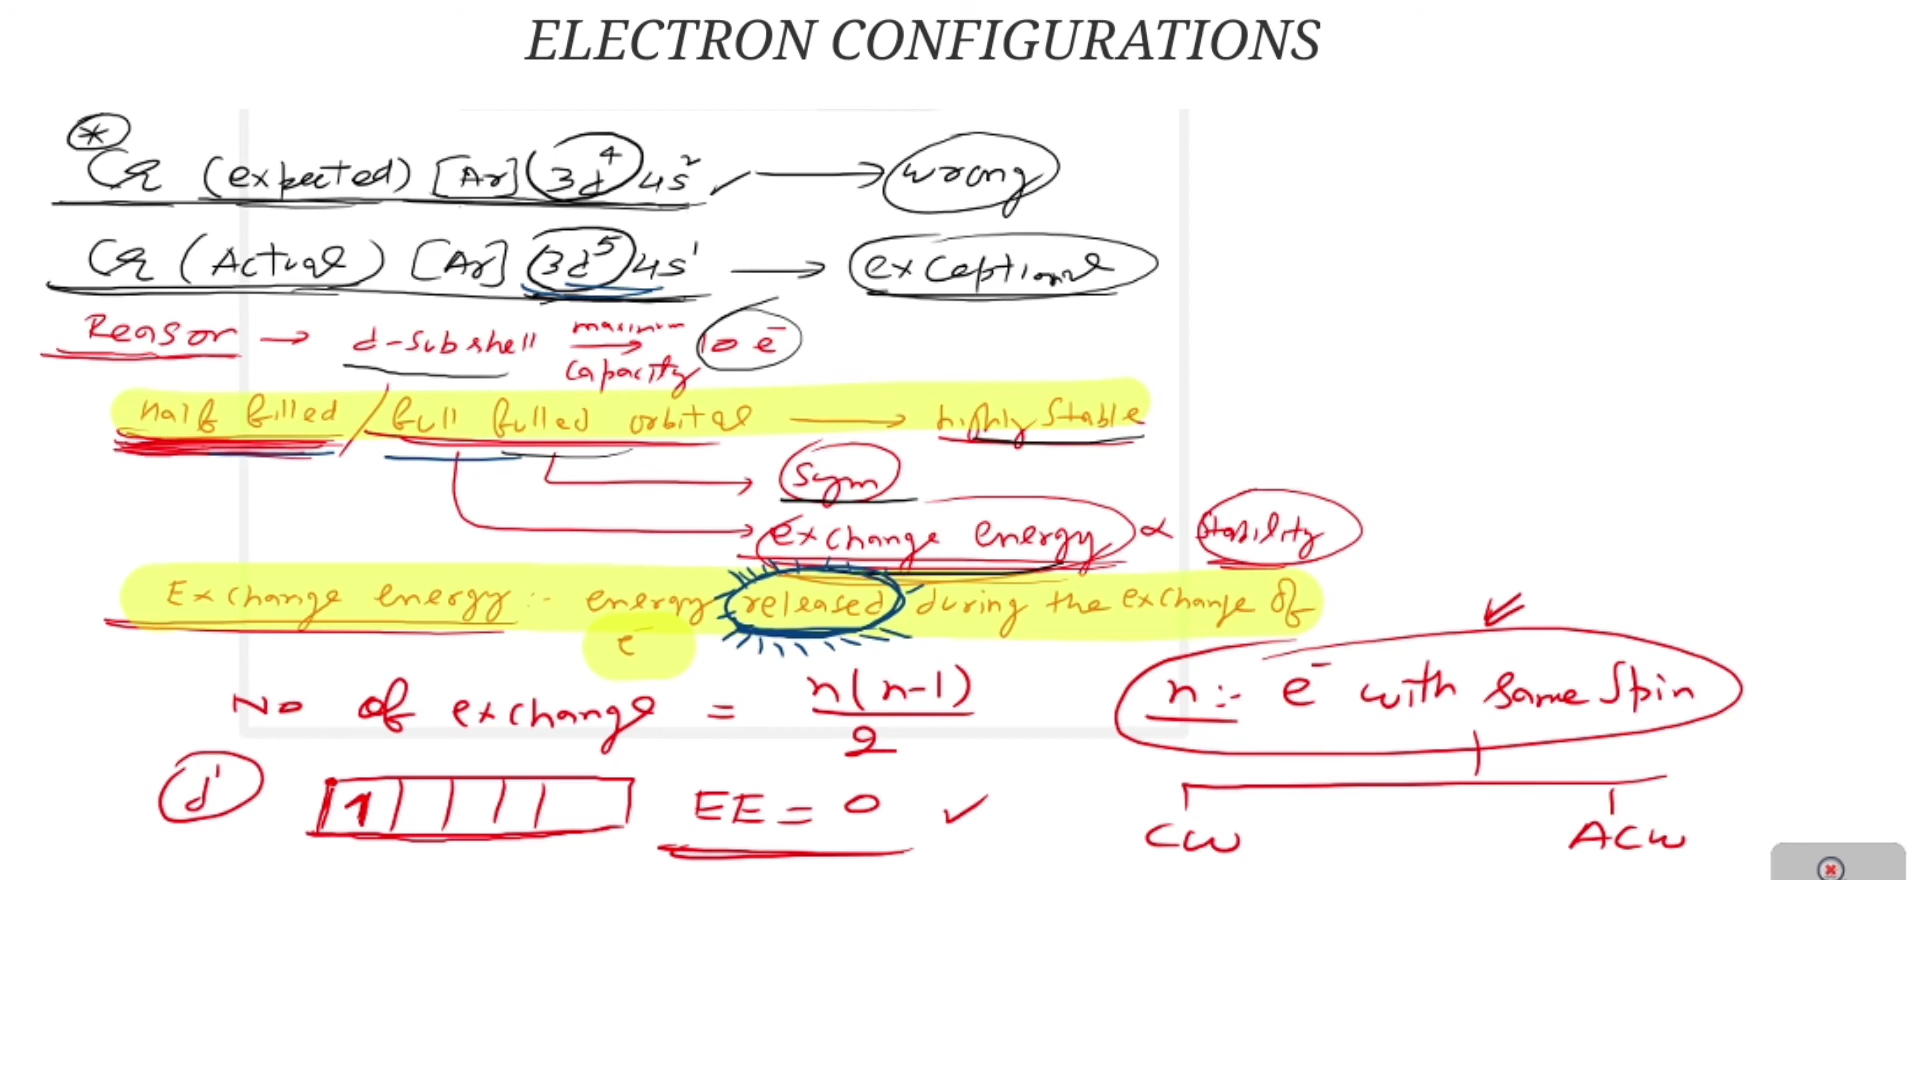 ELECTRON CONFIGURATIONS
*
Cr (expected) [Ar] 3d⁴ 4s² ✓ → wrong
Cr (Actual) [Ar] 3d⁵ 4s¹ → exceptional
Reason → d-subshell maximum capacity → 10 e⁻
Half filled / full filled orbital → highly stable
sym
exchange energy ∝ stability
Exchange energy :- energy released during the exchange of
e⁻
No of exchange = n(n-1)/2
n :- e⁻ with same spin
d¹ 1 EE = 0 ✓
CW ACW